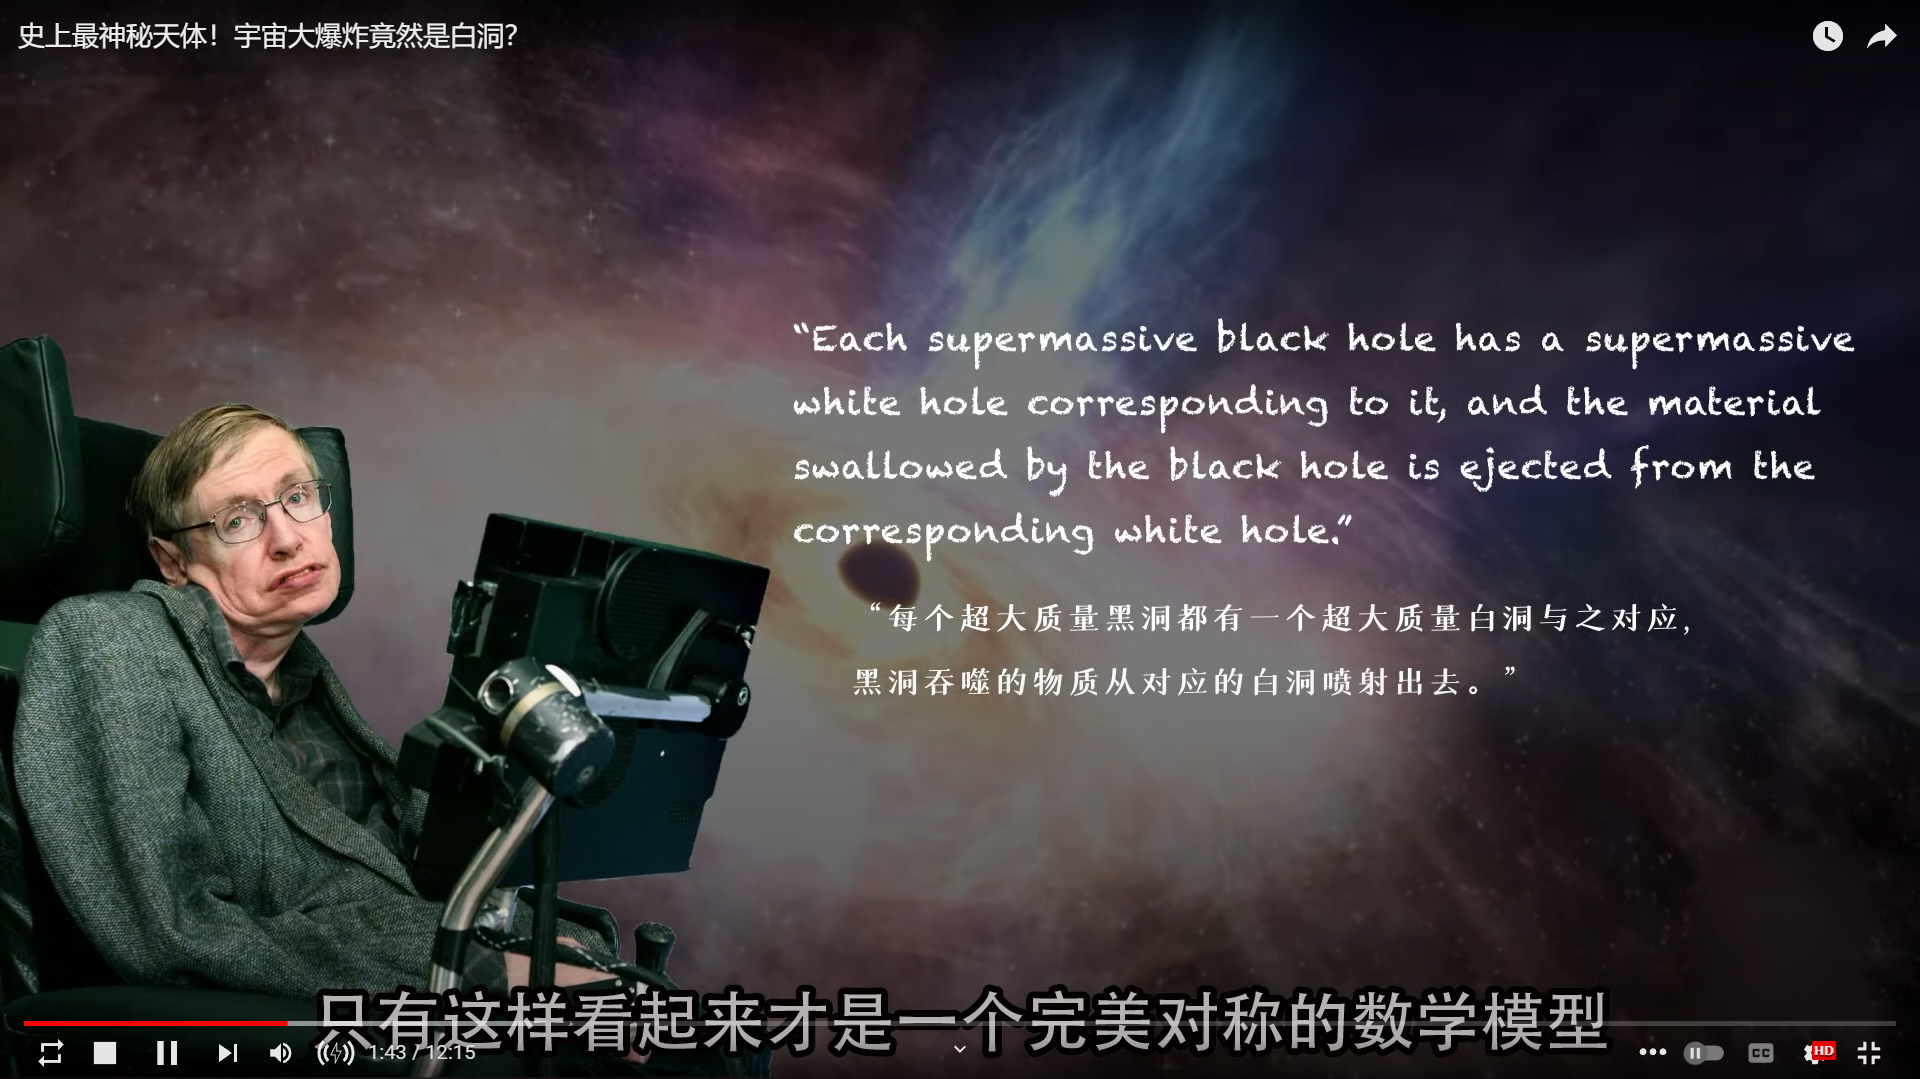 史上最神秘天体！宇宙大爆炸竟然是白洞？
“Each supermassive black hole has a supermassive
white hole corresponding to it, and the material
swallowed by the black hole is ejected from the
corresponding white hole.”
“每个超大质量黑洞都有一个超大质量白洞与之对应，
黑洞吞噬的物质从对应的白洞喷射出去。”
只有这样看起来才是一个完美对称的数学模型
1:43 / 12:15
CC
HD